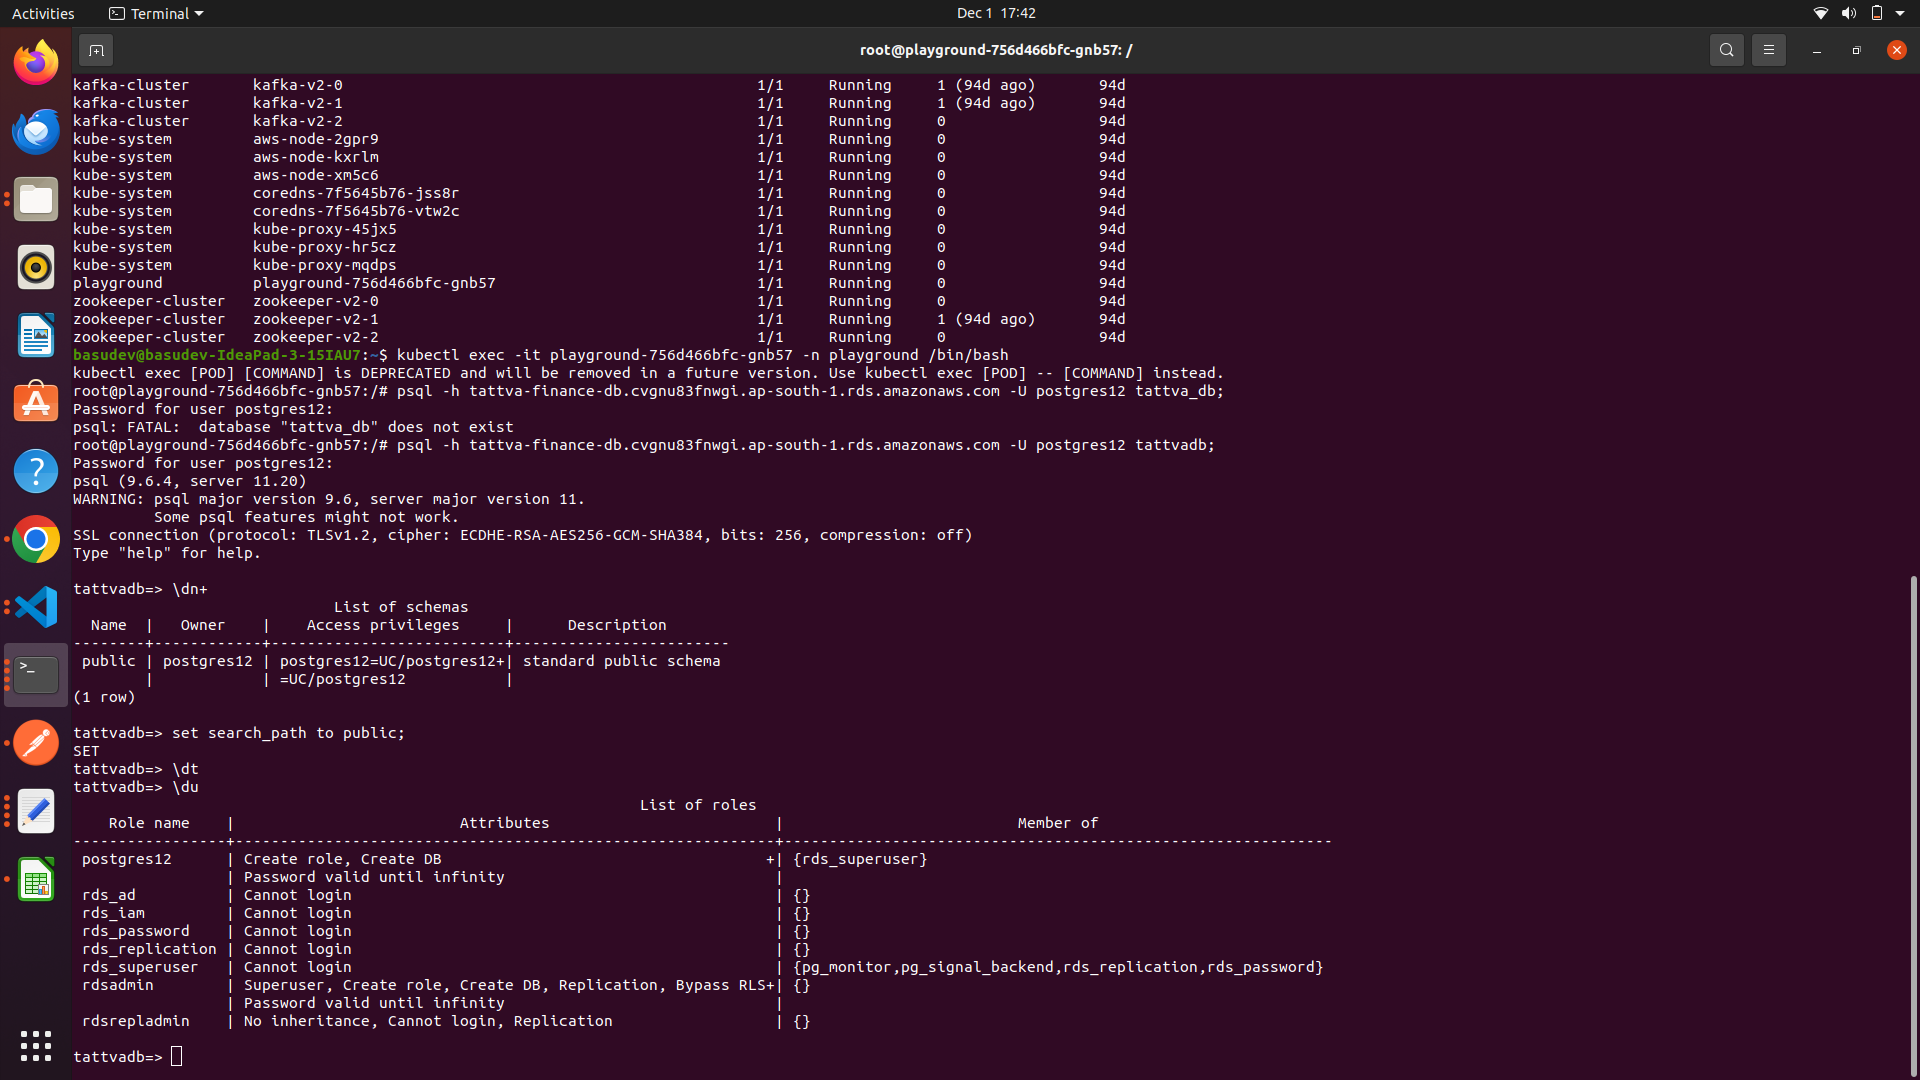 Activities Terminal Dec 1 17:42
root@playground-756d466bfc-gnb57: /
kafka-cluster kafka-v2-0 1/1 Running 1 (94d ago) 94d
kafka-cluster kafka-v2-1 1/1 Running 1 (94d ago) 94d
kafka-cluster kafka-v2-2 1/1 Running 0 94d
kube-system aws-node-2gpr9 1/1 Running 0 94d
kube-system aws-node-kxrlm 1/1 Running 0 94d
kube-system aws-node-xm5c6 1/1 Running 0 94d
kube-system coredns-7f5645b76-jss8r 1/1 Running 0 94d
kube-system coredns-7f5645b76-vtw2c 1/1 Running 0 94d
kube-system kube-proxy-45jx5 1/1 Running 0 94d
kube-system kube-proxy-hr5cz 1/1 Running 0 94d
kube-system kube-proxy-mqdps 1/1 Running 0 94d
playground playground-756d466bfc-gnb57 1/1 Running 0 94d
zookeeper-cluster zookeeper-v2-0 1/1 Running 0 94d
zookeeper-cluster zookeeper-v2-1 1/1 Running 1 (94d ago) 94d
zookeeper-cluster zookeeper-v2-2 1/1 Running 0 94d
basudev@basudev-IdeaPad-3-15IAU7:~$ kubectl exec -it playground-756d466bfc-gnb57 -n playground /bin/bash
kubectl exec [POD] [COMMAND] is DEPRECATED and will be removed in a future version. Use kubectl exec [POD] -- [COMMAND] instead.
root@playground-756d466bfc-gnb57:/# psql -h tattva-finance-db.cvgnu83fnwgi.ap-south-1.rds.amazonaws.com -U postgres12 tattva_db;
Password for user postgres12:
psql: FATAL:  database "tattva_db" does not exist
root@playground-756d466bfc-gnb57:/# psql -h tattva-finance-db.cvgnu83fnwgi.ap-south-1.rds.amazonaws.com -U postgres12 tattvadb;
Password for user postgres12:
psql (9.6.4, server 11.20)
WARNING: psql major version 9.6, server major version 11.
         Some psql features might not work.
SSL connection (protocol: TLSv1.2, cipher: ECDHE-RSA-AES256-GCM-SHA384, bits: 256, compression: off)
Type "help" for help.
tattvadb=> \dn+
List of schemas
  Name  |   Owner    |    Access privileges    |      Description
--------+------------+-------------------------+------------------------
 public | postgres12 | postgres12=UC/postgres12+| standard public schema
        |            | =UC/postgres12           |
(1 row)
tattvadb=> set search_path to public;
SET
tattvadb=> \dt
tattvadb=> \du
List of roles
    Role name    |                         Attributes                         |                          Member of
-----------------+------------------------------------------------------------+-------------------------------------------------------------
 postgres12      | Create role, Create DB                                    +| {rds_superuser}
                 | Password valid until infinity                              |
 rds_ad          | Cannot login                                               | {}
 rds_iam         | Cannot login                                               | {}
 rds_password    | Cannot login                                               | {}
 rds_replication | Cannot login                                               | {}
 rds_superuser   | Cannot login                                               | {pg_monitor,pg_signal_backend,rds_replication,rds_password}
 rdsadmin        | Superuser, Create role, Create DB, Replication, Bypass RLS+| {}
                 | Password valid until infinity                              |
 rdsrepladmin    | No inheritance, Cannot login, Replication                  | {}
tattvadb=>